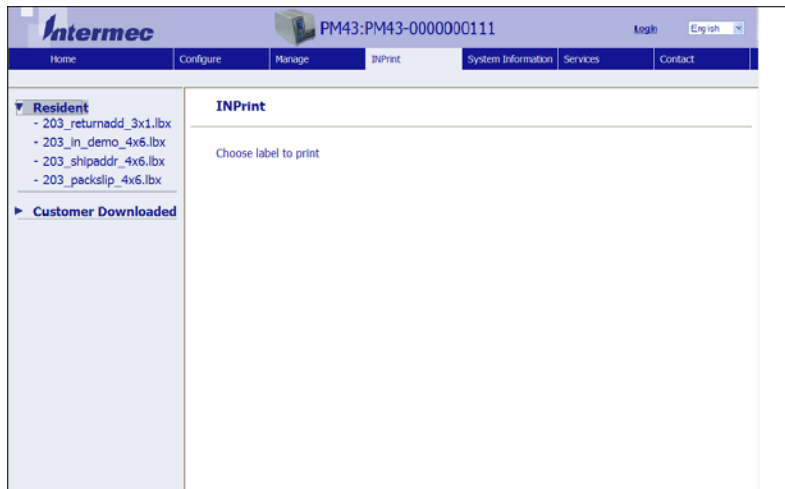 Intermec
PM43:PM43-0000000111
Login
English
Home
Configure
Manage
INPrint
System Information
Services
Contact
Resident
- 203_returnadd_3x1.lbx
- 203_in_demo_4x6.lbx
- 203_shipaddr_4x6.lbx
- 203_packslip_4x6.lbx
Customer Downloaded
INPrint
Choose label to print